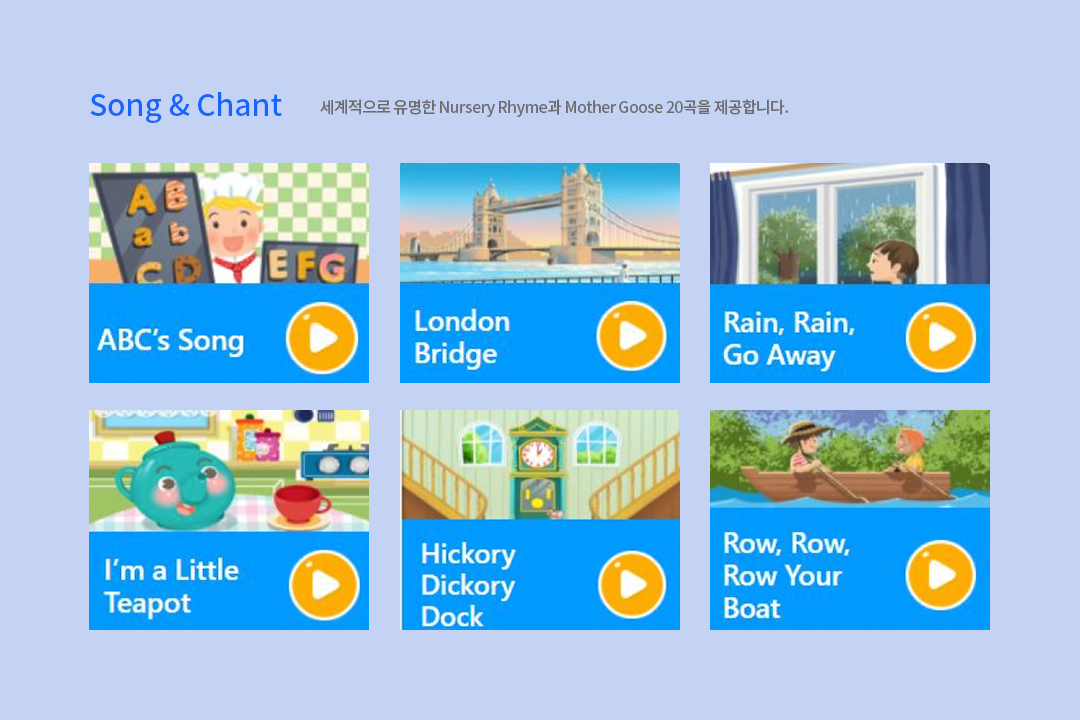 Song & Chant
세계적으로 유명한 Nursery Rhyme과 Mother Goose 20곡을 제공합니다.
A B
a b
C D
E F G
ABC's Song
London
Bridge
Rain, Rain,
Go Away
I'm a Little
Teapot
Hickory
Dickory
Dock
Row, Row,
Row Your
Boat